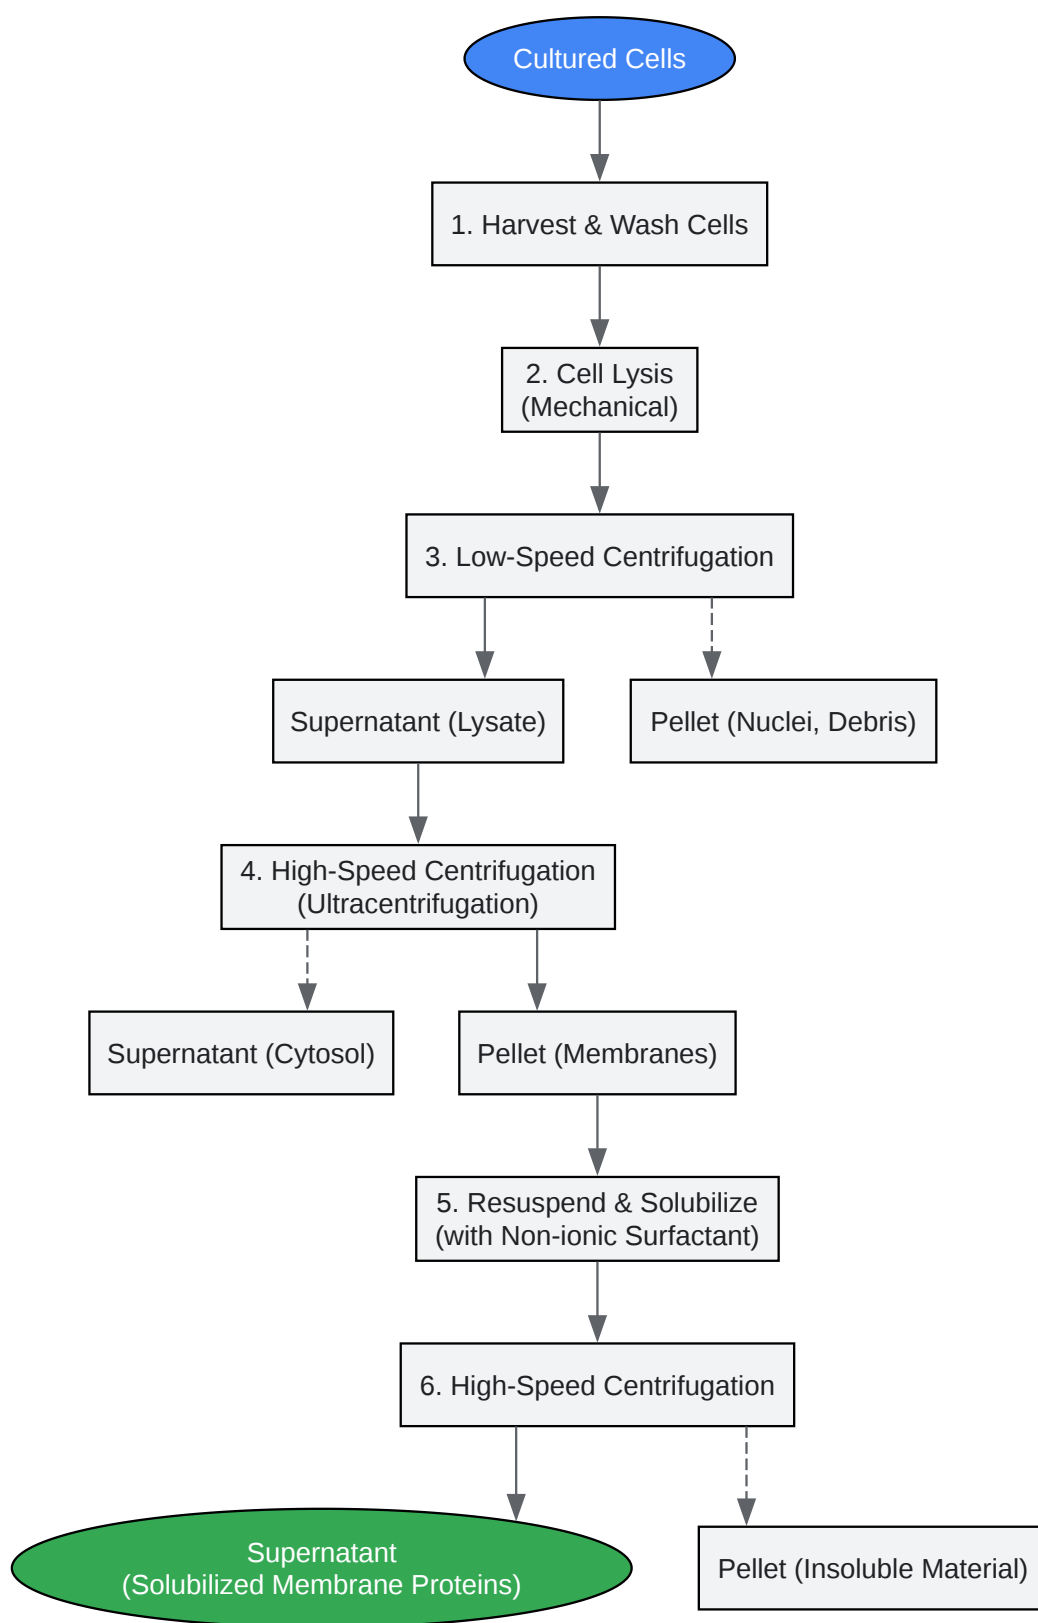 Cultured Cells
1. Harvest & Wash Cells
2. Cell Lysis
(Mechanical)
3. Low-Speed Centrifugation
Supernatant (Lysate)
Pellet (Nuclei, Debris)
4. High-Speed Centrifugation
(Ultracentrifugation)
Supernatant (Cytosol)
Pellet (Membranes)
5. Resuspend & Solubilize
(with Non-ionic Surfactant)
6. High-Speed Centrifugation
Supernatant
(Solubilized Membrane Proteins)
Pellet (Insoluble Material)